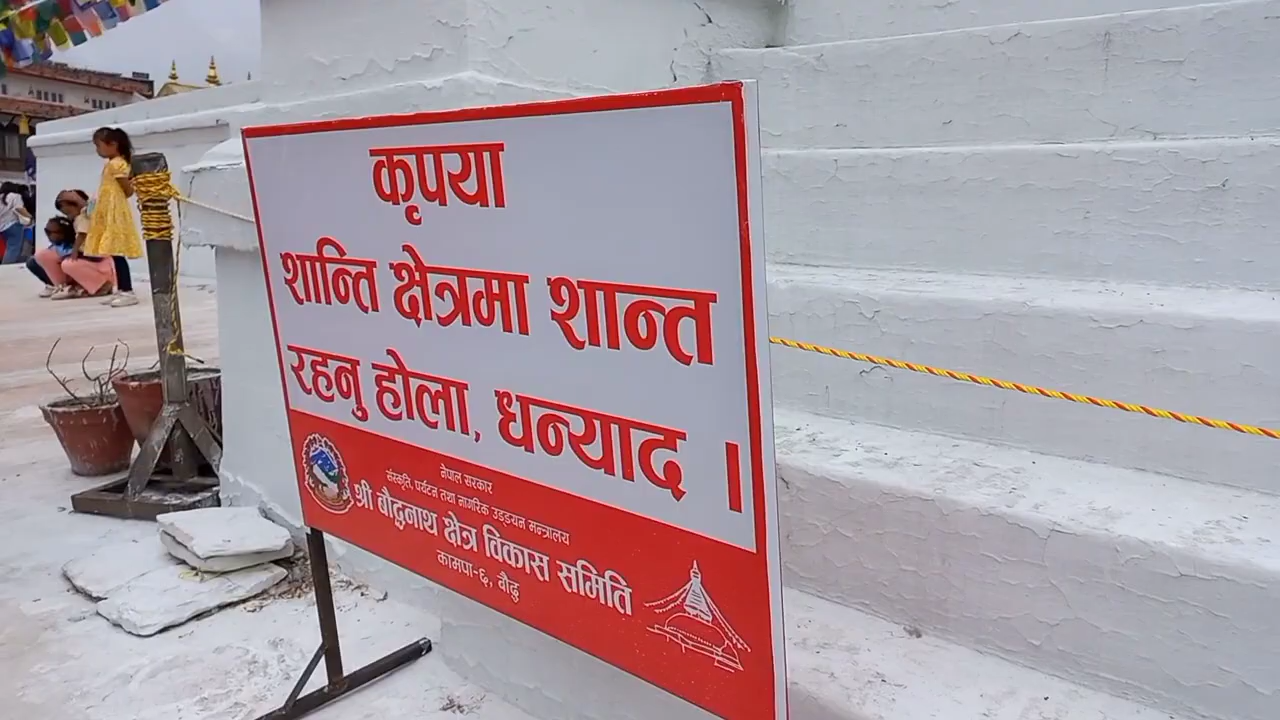 कृपया
शान्ति क्षेत्रमा शान्त
रहनु होला, धन्याद ।
नेपाल सरकार
संस्कृति, पर्यटन तथा नागरिक उड्डयन मन्त्रालय
श्री बौद्धनाथ क्षेत्र विकास समिति
कामपा-६, बौद्ध